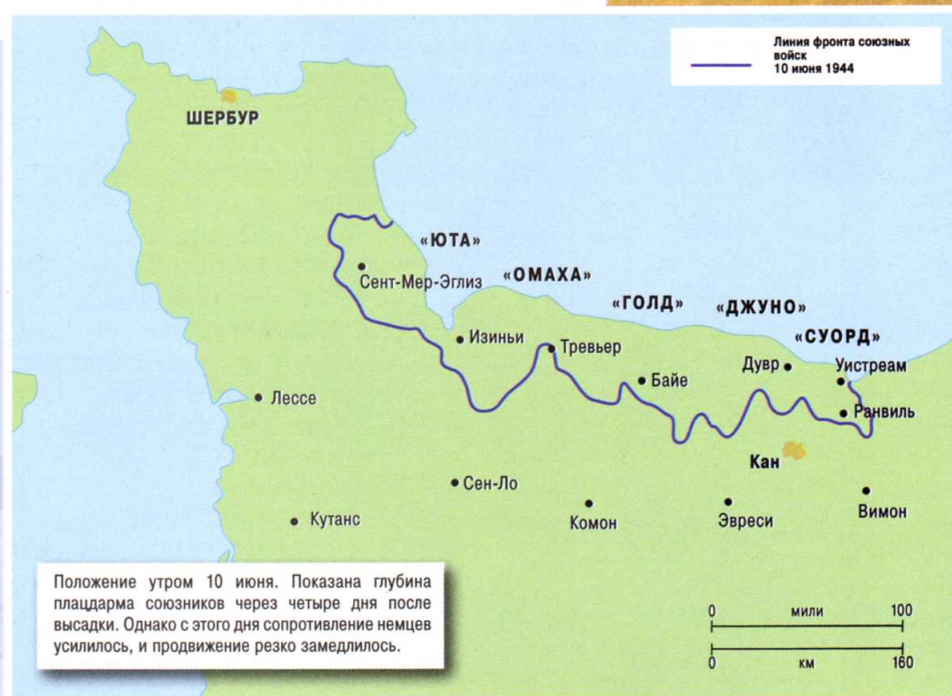 Линия фронта союзных
войск
10 июня 1944
ШЕРБУР
«ЮТА»
Сент-Мер-Эглиз
«ОМАХА»
«ГОЛД»
«ДЖУНО»
«СУОРД»
Изиньи
Тревьер
Байе
Дувр
Уистреам
Лессе
Ранвиль
Кан
Сен-Ло
Кутанс
Комон
Эвреси
Вимон
Положение утром 10 июня. Показана глубина
плацдарма союзников через четыре дня после
высадки. Однако с этого дня сопротивление немцев
усилилось, и продвижение резко замедлилось.
0 мили 100
0 км 160